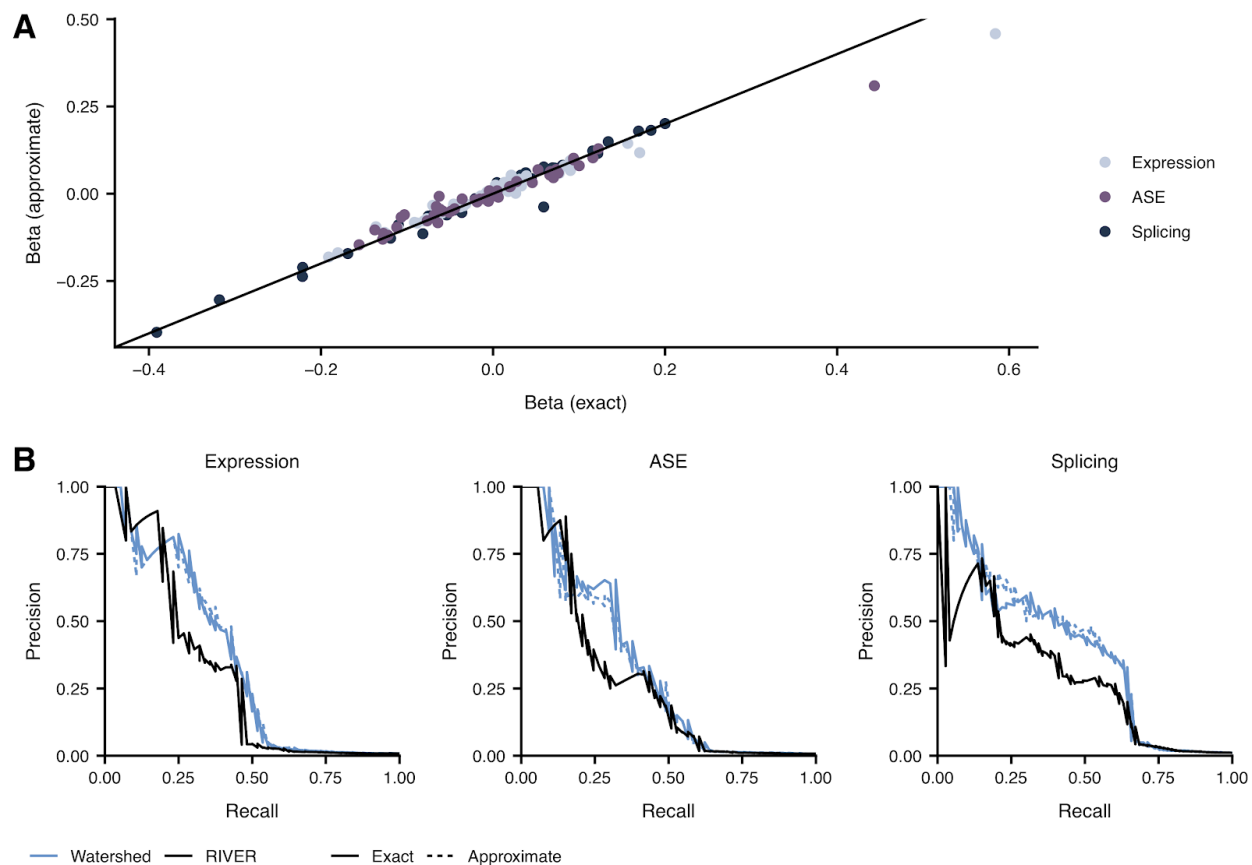 A
0.50
0.25
0.00
−0.25
Beta (approximate)
−0.4 −0.2 0.0 0.2 0.4 0.6
Beta (exact)
Expression
ASE
Splicing
B
Expression
1.00
0.75
0.50
0.25
0.00
Precision
0.00 0.25 0.50 0.75 1.00
Recall
ASE
1.00
0.75
0.50
0.25
0.00
Precision
0.00 0.25 0.50 0.75 1.00
Recall
Splicing
1.00
0.75
0.50
0.25
0.00
Precision
0.00 0.25 0.50 0.75 1.00
Recall
Watershed RIVER Exact Approximate